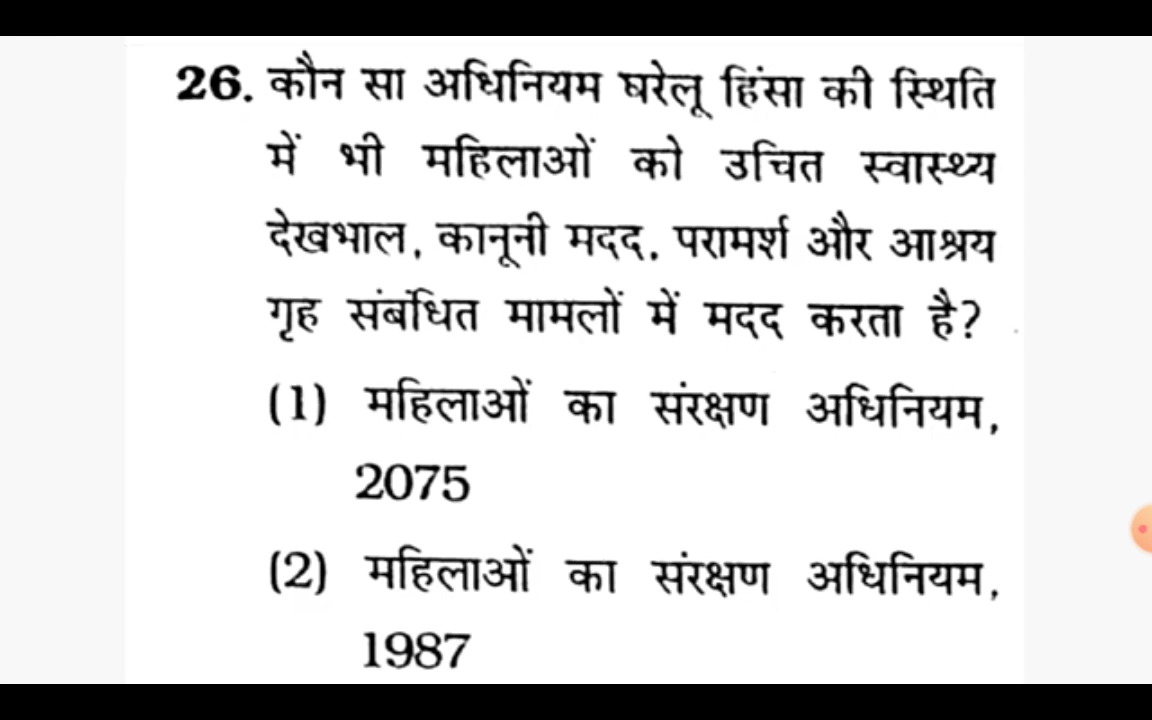 26. कौन सा अधिनियम घरेलू हिंसा की स्थिति
में भी महिलाओं को उचित स्वास्थ्य
देखभाल, कानूनी मदद, परामर्श और आश्रय
गृह संबंधित मामलों में मदद करता है?
(1) महिलाओं का संरक्षण अधिनियम,
2075
(2) महिलाओं का संरक्षण अधिनियम,
1987